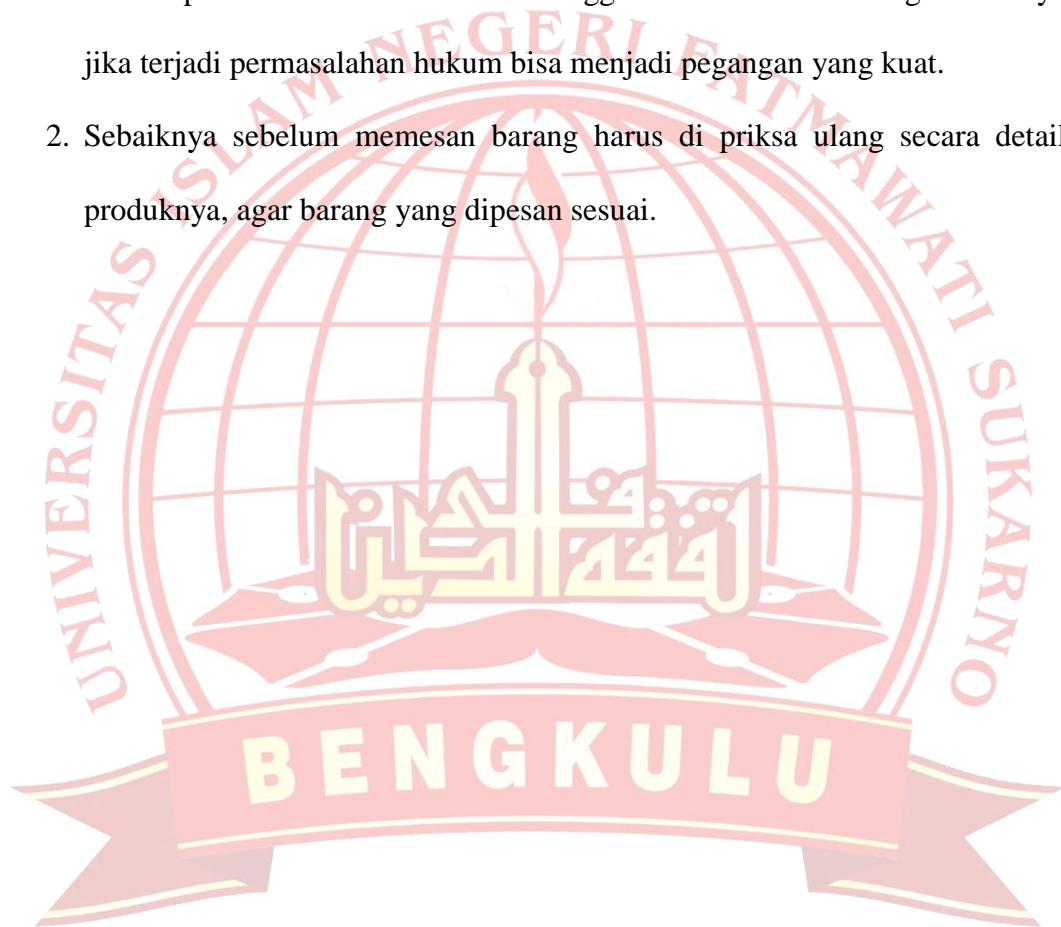 jika terjadi permasalahan hukum bisa menjadi pegangan yang kuat.
2. Sebaiknya sebelum memesan barang harus di priksa ulang secara detail
produknya, agar barang yang dipesan sesuai.
UNIVERSITAS ISLAM NEGERI FATMAWATI SUKARNO
BENGKULU